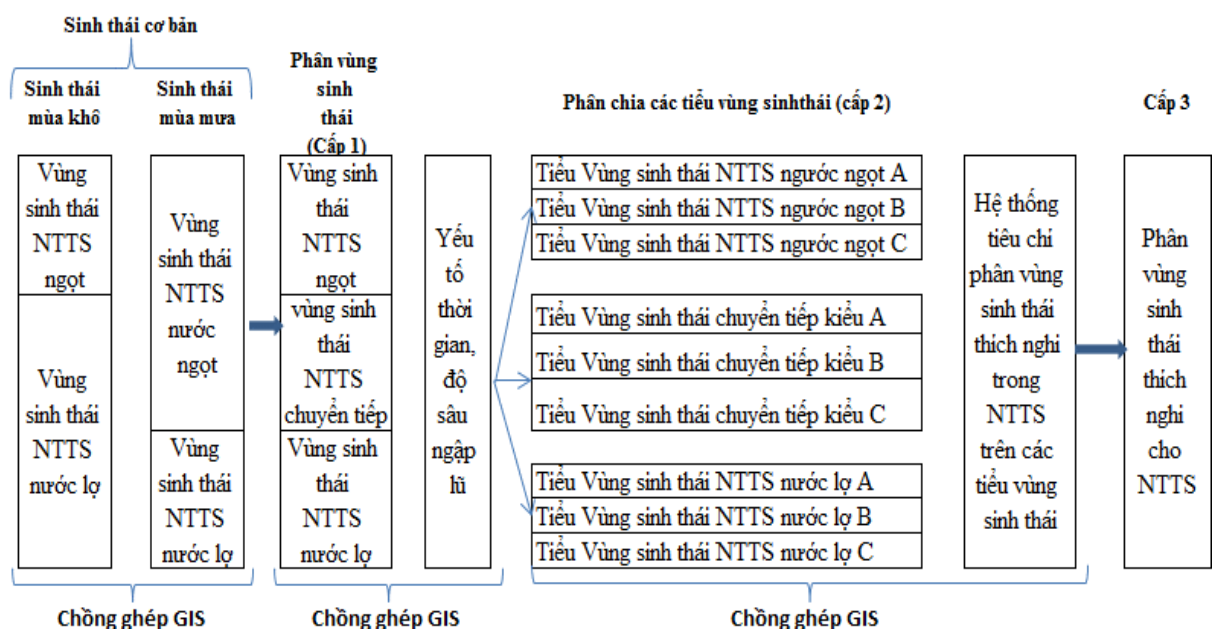 Sinh thái cơ bản
Sinh thái
mùa khô
Sinh thái
mùa mưa
Phân vùng
sinh
thái
(Cấp 1)
Phân chia các tiểu vùng sinhthái (cấp 2)
Cấp 3
Vùng
sinh thái
NTTS
ngọt
Vùng
sinh thái
NTTS
nước lợ
Vùng
sinh thái
NTTS
nước
ngọt
Vùng
sinh thái
NTTS
nước lợ
Vùng sinh
thái
NTTS
ngọt
vùng sinh
thái
NTTS
chuyển tiếp
Vùng sinh
thái
NTTS
nước lợ
Yếu
tố
thời
gian,
độ
sâu
ngập
lũ
Tiểu Vùng sinh thái NTTS ngước ngọt A
Tiểu Vùng sinh thái NTTS ngước ngọt B
Tiểu Vùng sinh thái NTTS ngước ngọt C
Tiểu Vùng sinh thái chuyển tiếp kiểu A
Tiểu Vùng sinh thái chuyển tiếp kiểu B
Tiểu Vùng sinh thái chuyển tiếp kiểu C
Tiểu Vùng sinh thái NTTS nước lợ A
Tiểu Vùng sinh thái NTTS nước lợ B
Tiểu Vùng sinh thái NTTS nước lợ C
Hệ thống
tiêu chí
phân vùng
sinh thái
thích nghi
trong
NTTS
trên các
tiểu vùng
sinh thái
Phân
vùng
sinh
thái
thích
nghi
cho
NTTS
Chồng ghép GIS
Chồng ghép GIS
Chồng ghép GIS